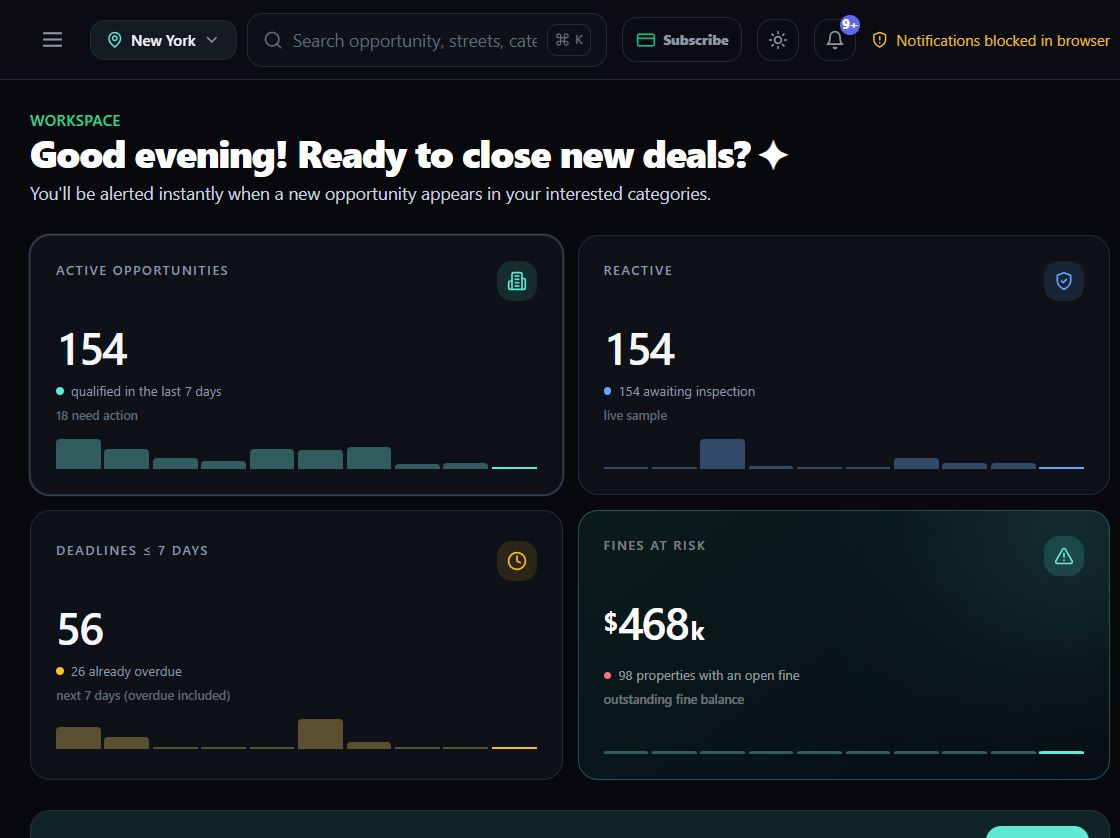 New York
Search opportunity, streets, cate
⌘ K
Subscribe
9+
Notifications blocked in browser
WORKSPACE
Good evening! Ready to close new deals? ✦
You'll be alerted instantly when a new opportunity appears in your interested categories.
ACTIVE OPPORTUNITIES
154
qualified in the last 7 days
18 need action
REACTIVE
154
154 awaiting inspection
live sample
DEADLINES ≤ 7 DAYS
56
26 already overdue
next 7 days (overdue included)
FINES AT RISK
$468k
98 properties with an open fine
outstanding fine balance